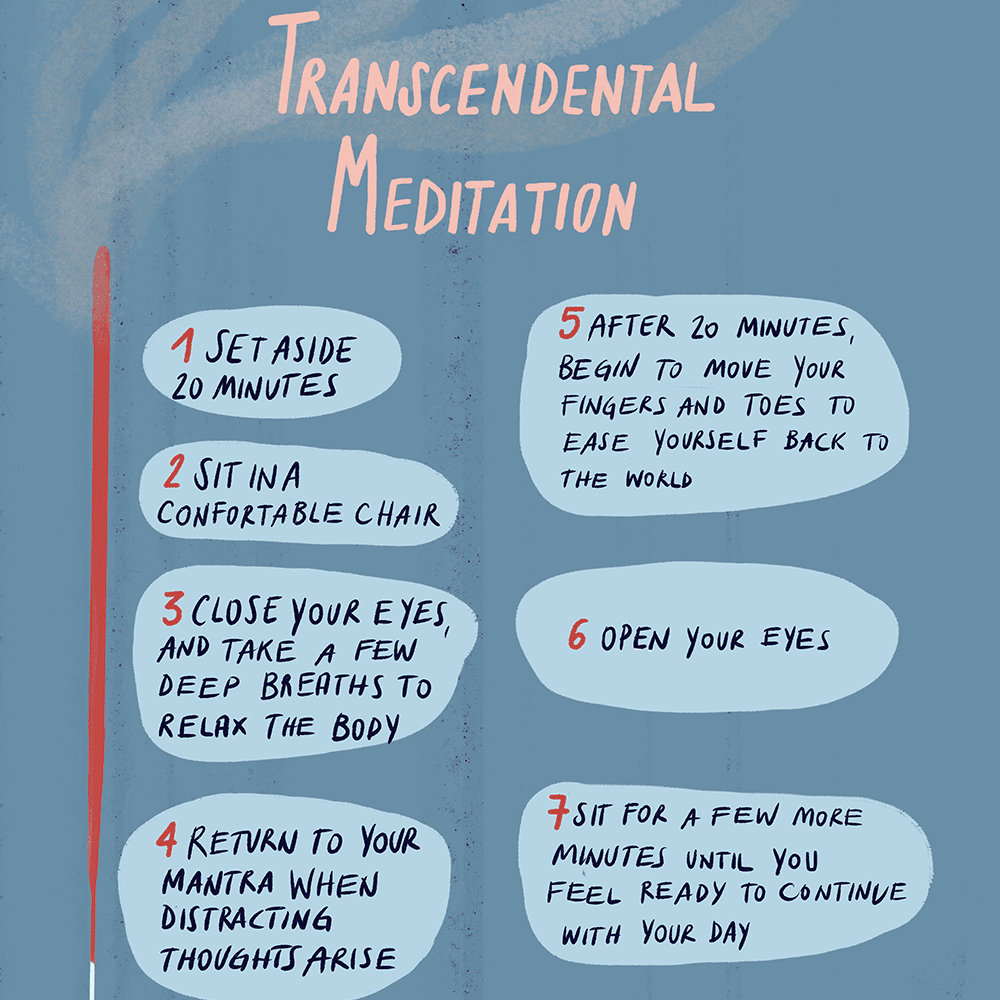 TRANSCENDENTAL
MEDITATION
1 SET ASIDE
20 MINUTES
2 SIT IN A
CONFORTABLE CHAIR
3 CLOSE YOUR EYES,
AND TAKE A FEW
DEEP BREATHS TO
RELAX THE BODY
4 RETURN TO YOUR
MANTRA WHEN
DISTRACTING
THOUGHTS ARISE
5 AFTER 20 MINUTES,
BEGIN TO MOVE YOUR
FINGERS AND TOES TO
EASE YOURSELF BACK TO
THE WORLD
6 OPEN YOUR EYES
7 SIT FOR A FEW MORE
MINUTES UNTIL YOU
FEEL READY TO CONTINUE
WITH YOUR DAY